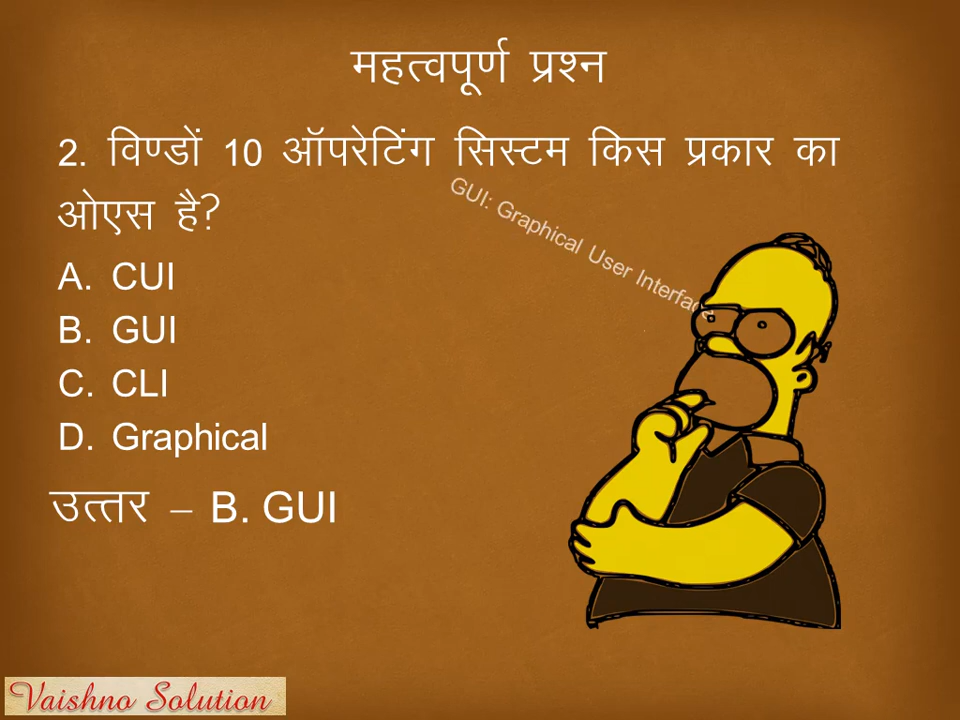 महत्वपूर्ण प्रश्न
2. विण्डों 10 ऑपरेटिंग सिस्टम किस प्रकार का
ओएस है?
GUI: Graphical User Interface
A. CUI
B. GUI
C. CLI
D. Graphical
उत्तर – B. GUI
Vaishno Solution